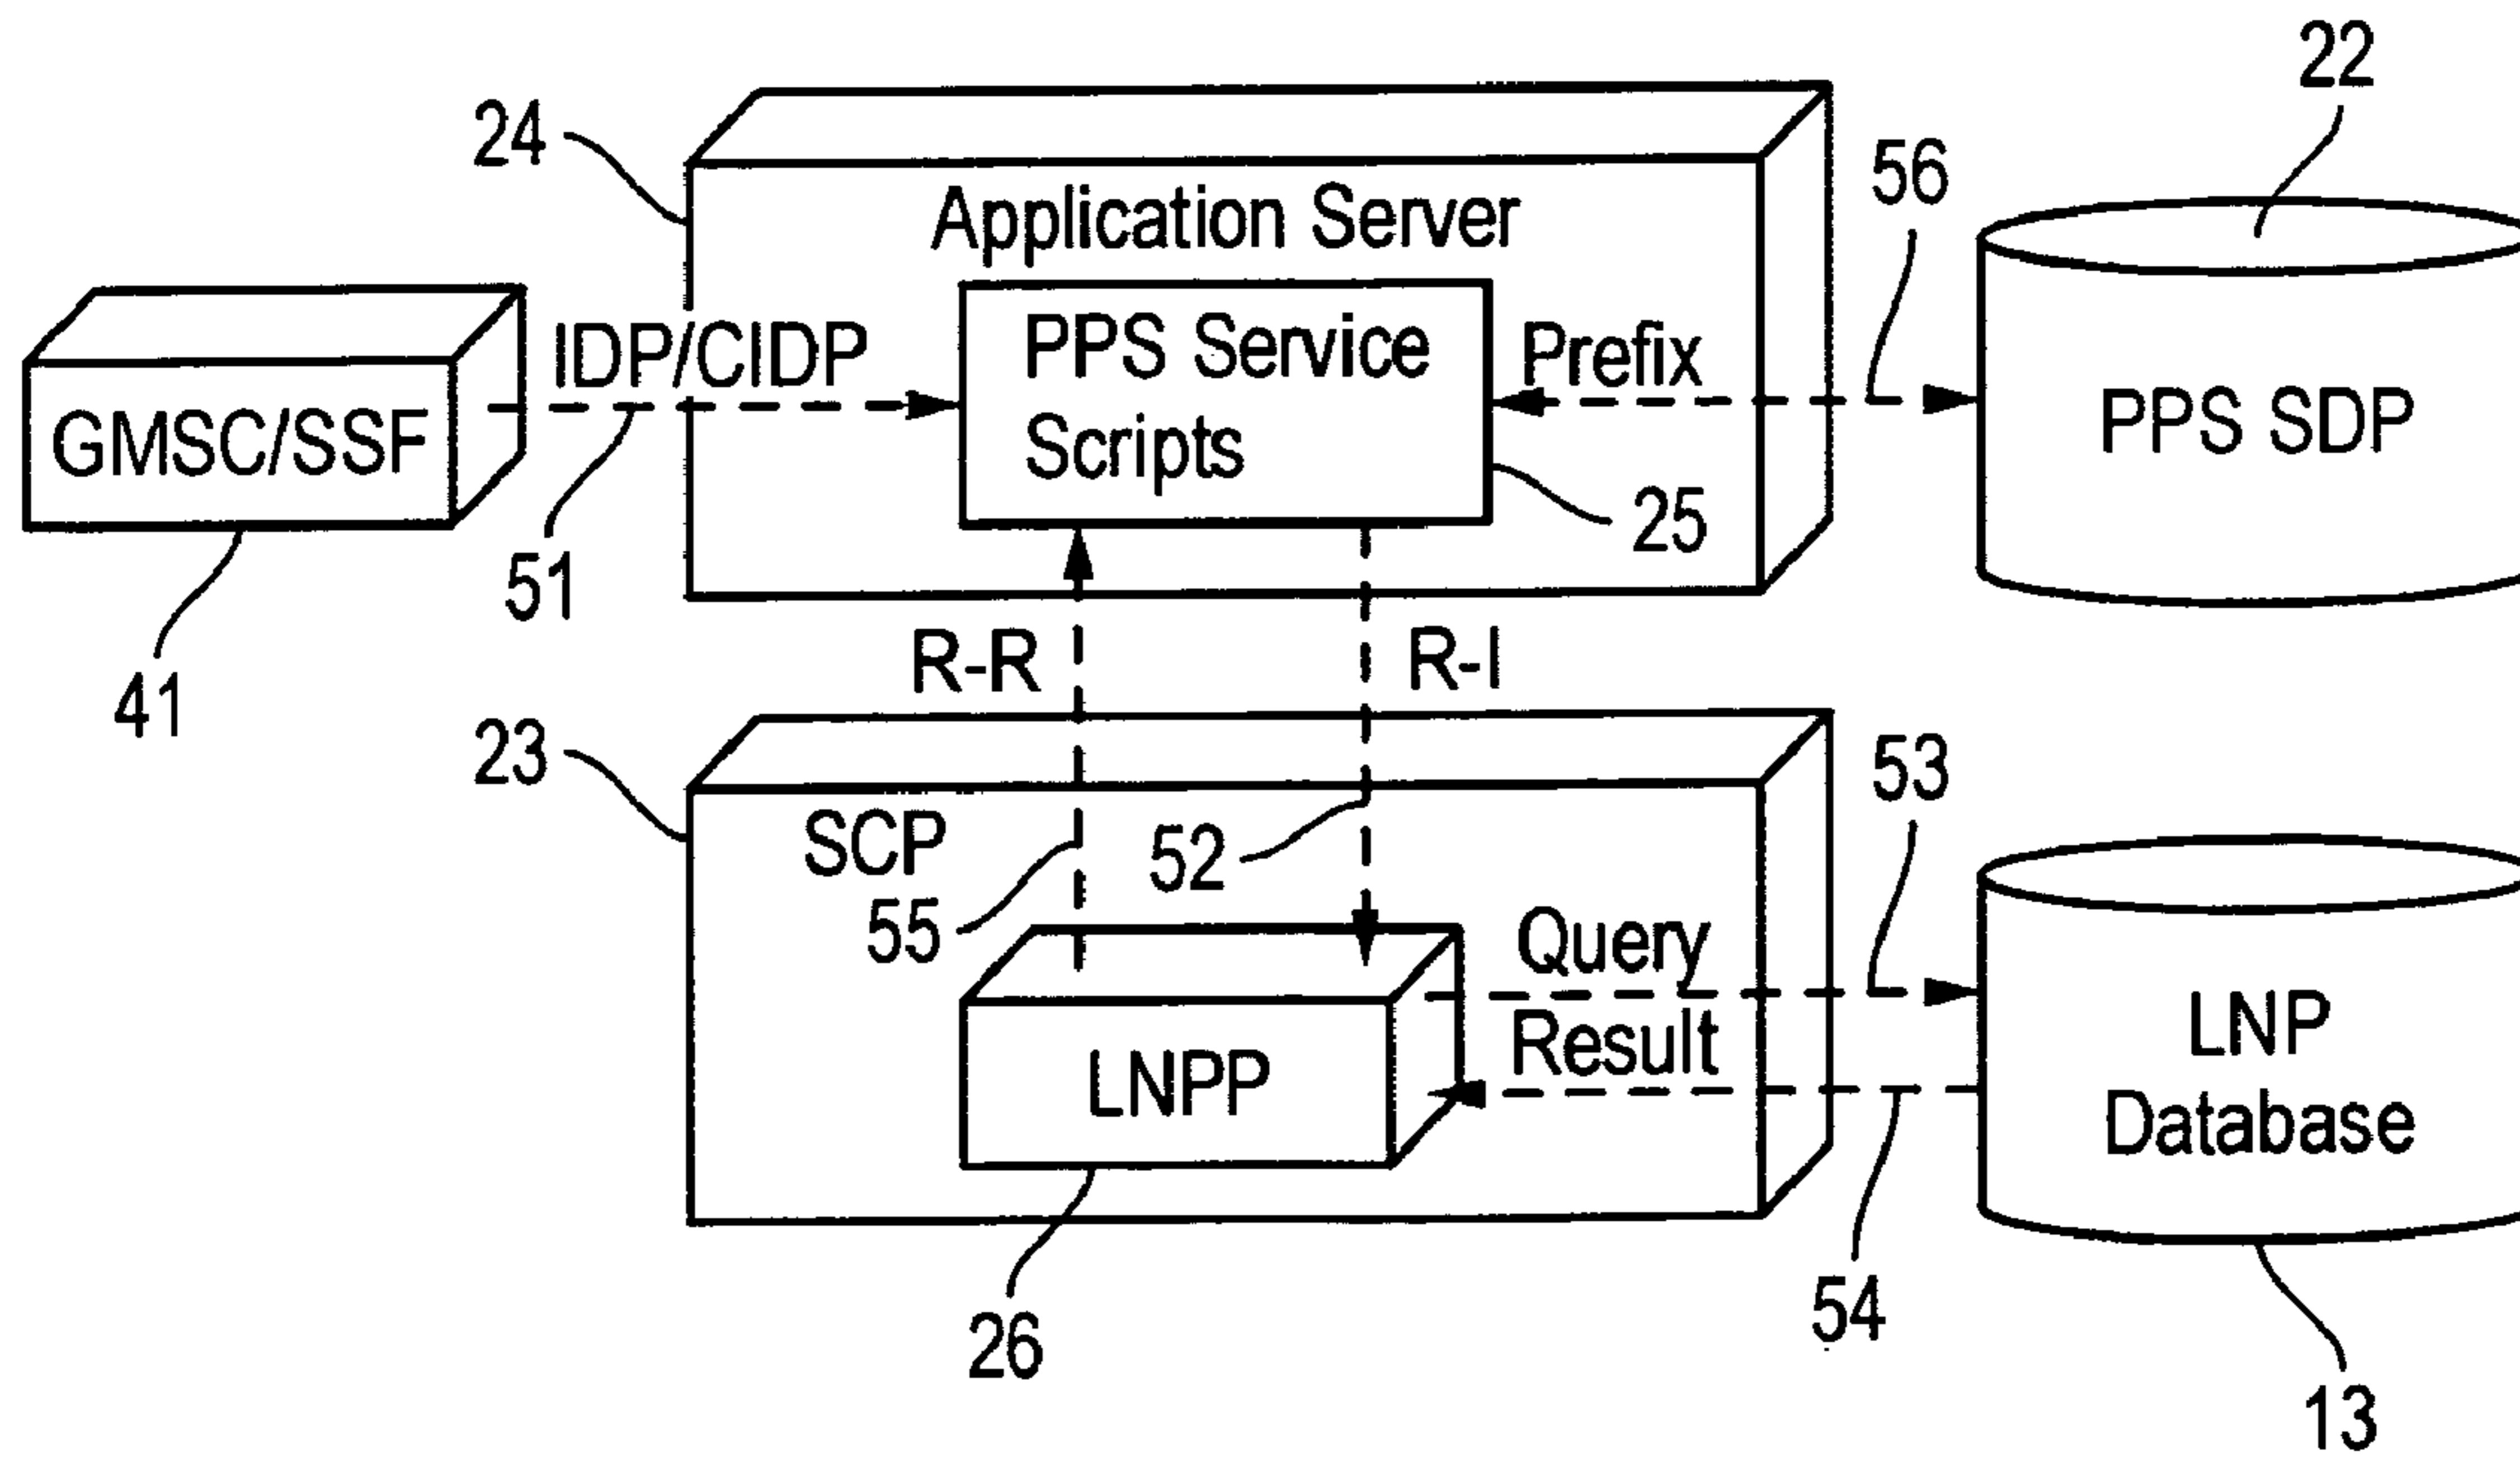 22
24
56
Application Server
IDP/CIDP
PPS Service
Scripts
Prefix
GMSC/SSF
PPS SDP
25
51
41
R-R
R-I
23
53
SCP
52
55
Query
Result
LNP
Database
LNPP
54
26
13